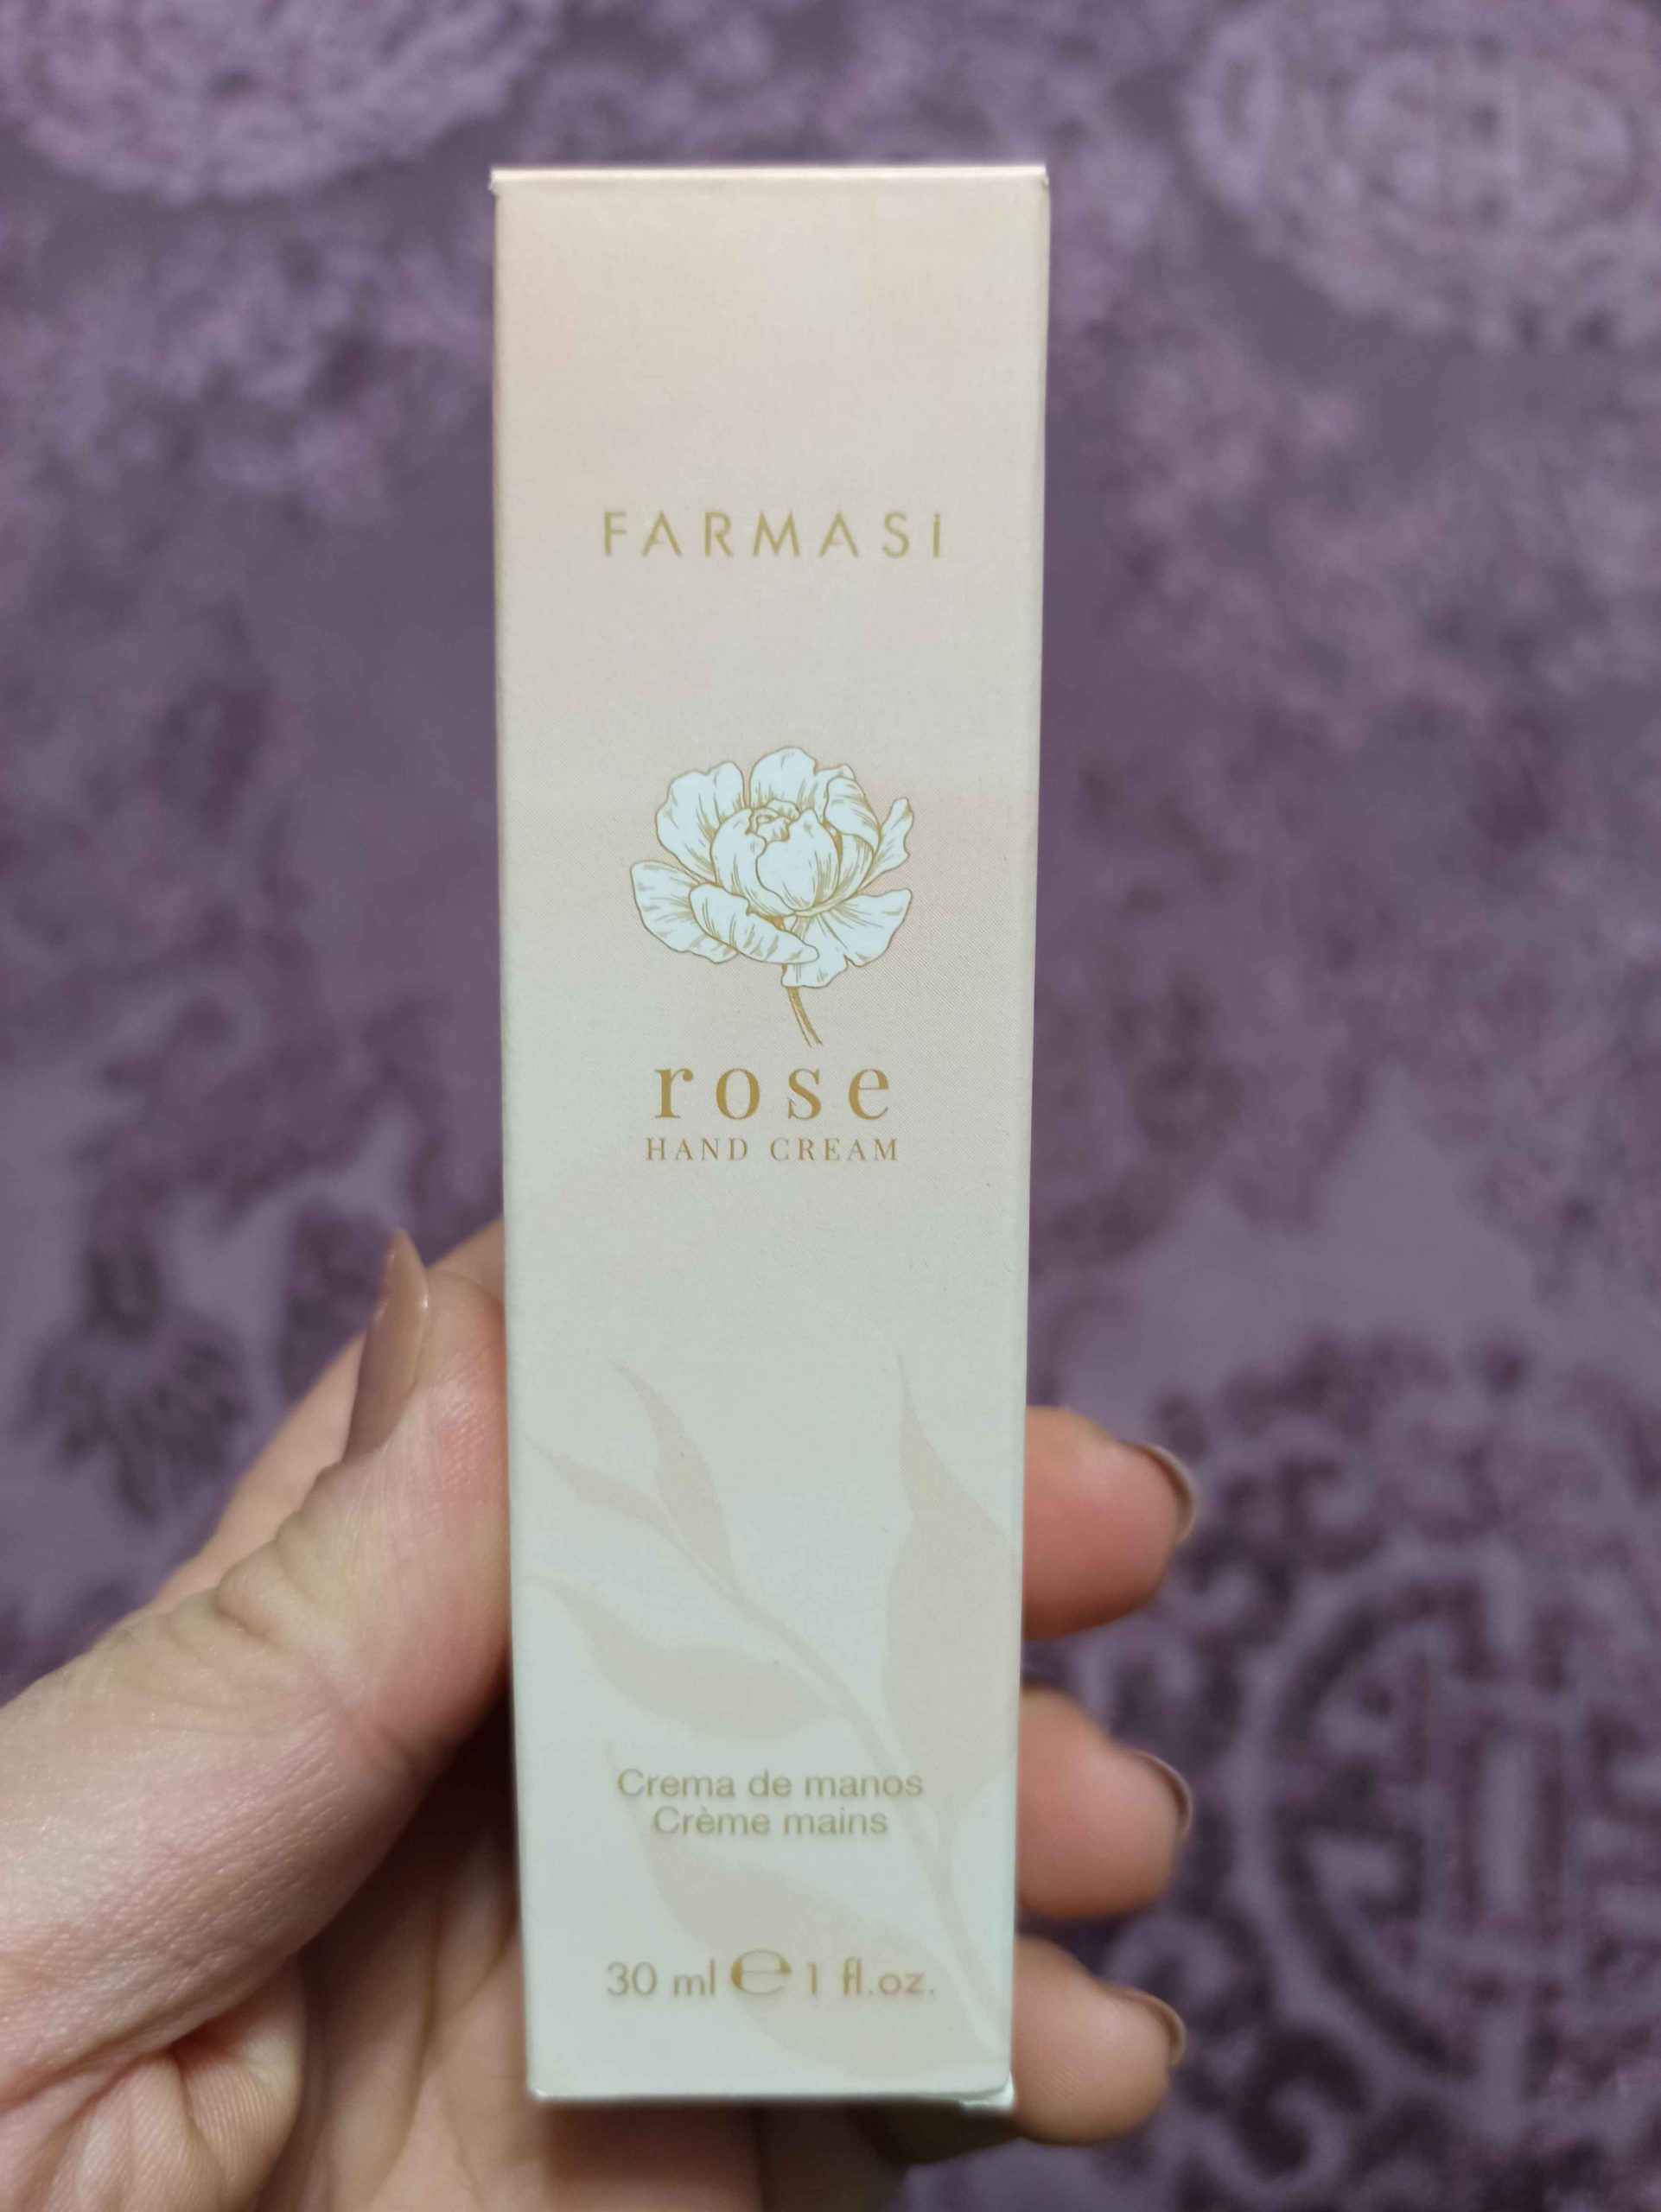 FARMASi
rose
HAND CREAM
Crema de manos
Crème mains
30 ml ℮ 1 fl.oz.